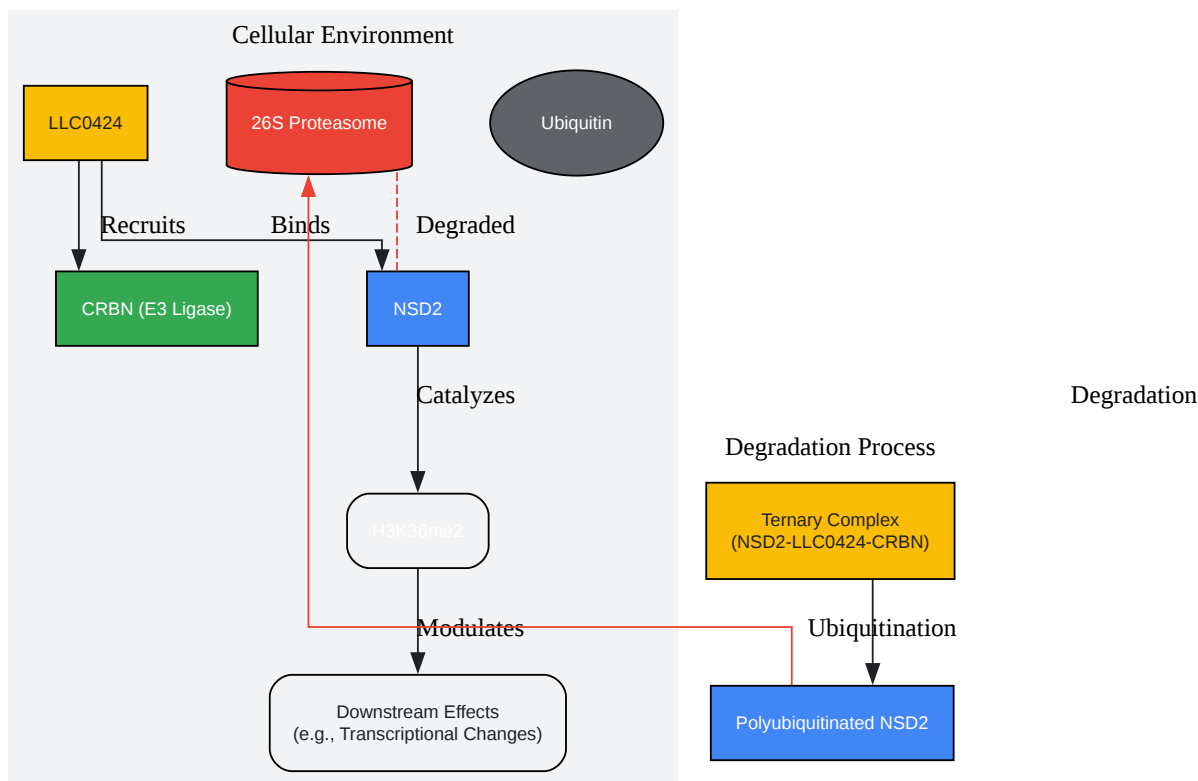 Cellular Environment
LLC0424
26S Proteasome
Ubiquitin
Recruits
Binds
Degraded
CRBN (E3 Ligase)
NSD2
Catalyzes
Degradation
Degradation Process
H3K36me2
Ternary Complex
(NSD2-LLC0424-CRBN)
Modulates
Ubiquitination
Downstream Effects
(e.g., Transcriptional Changes)
Polyubiquitinated NSD2